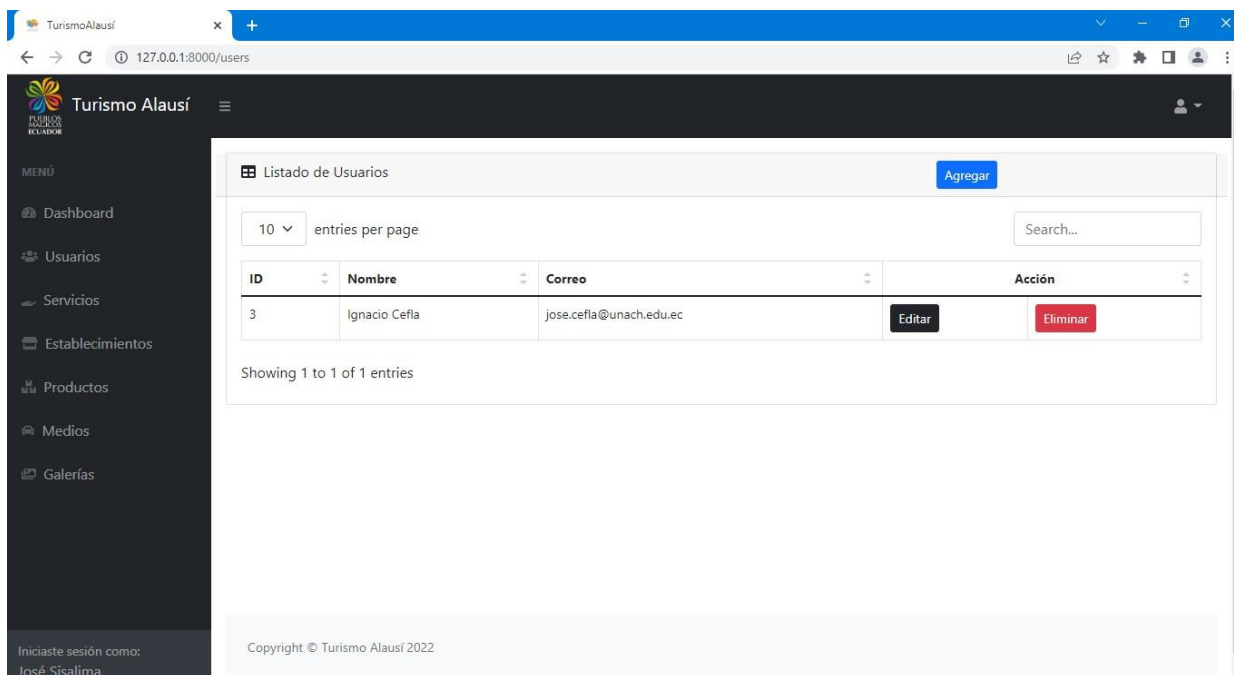 TurismoAlausí
127.0.0.1:8000/users
PUEBLOS
MÁGICOS
ECUADOR
Turismo Alausí
MENÚ
Dashboard
Usuarios
Servicios
Establecimientos
Productos
Medios
Galerías
Iniciaste sesión como:
José Sisalima
Listado de Usuarios
Agregar
10 entries per page
Search...
ID Nombre Correo Acción
3 Ignacio Cefla jose.cefla@unach.edu.ec Editar Eliminar
Showing 1 to 1 of 1 entries
Copyright © Turismo Alausí 2022